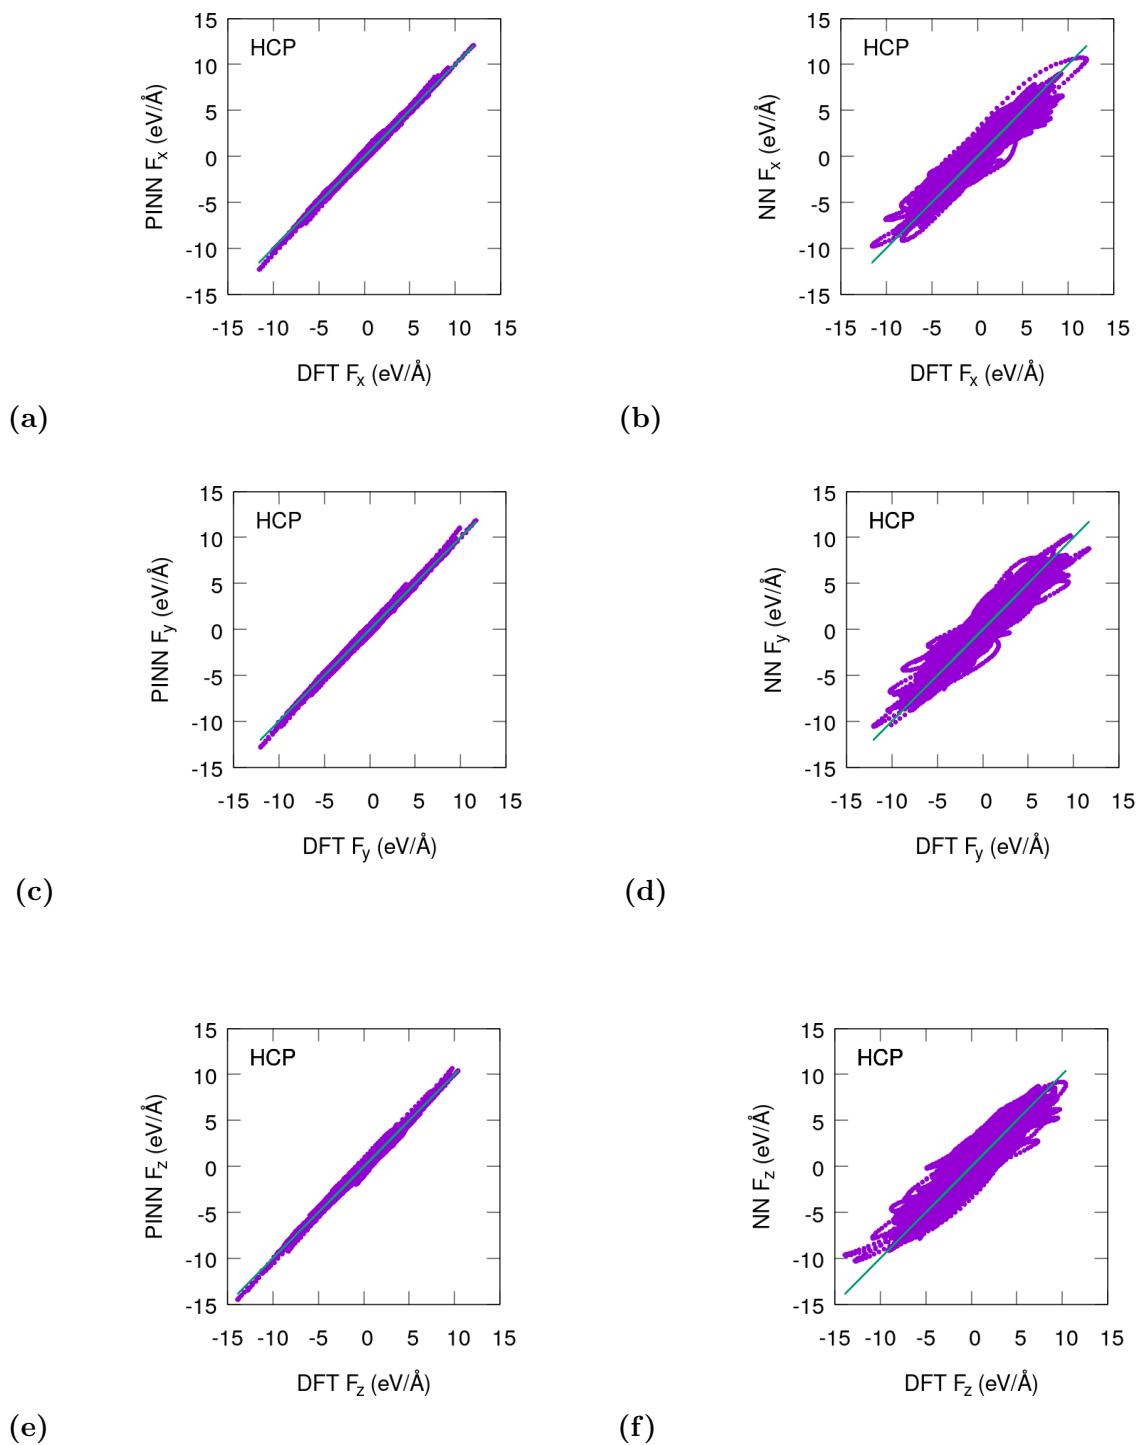 15
10
5
0
-5
-10
-15
HCP
PINN Fx (eV/Å)
-15 -10 -5 0 5 10 15
DFT Fx (eV/Å)
(a)
15
10
5
0
-5
-10
-15
HCP
NN Fx (eV/Å)
-15 -10 -5 0 5 10 15
DFT Fx (eV/Å)
(b)
15
10
5
0
-5
-10
-15
HCP
PINN Fy (eV/Å)
-15 -10 -5 0 5 10 15
DFT Fy (eV/Å)
(c)
15
10
5
0
-5
-10
-15
HCP
NN Fy (eV/Å)
-15 -10 -5 0 5 10 15
DFT Fy (eV/Å)
(d)
15
10
5
0
-5
-10
-15
HCP
PINN Fz (eV/Å)
-15 -10 -5 0 5 10 15
DFT Fz (eV/Å)
(e)
15
10
5
0
-5
-10
-15
HCP
NN Fz (eV/Å)
-15 -10 -5 0 5 10 15
DFT Fz (eV/Å)
(f)